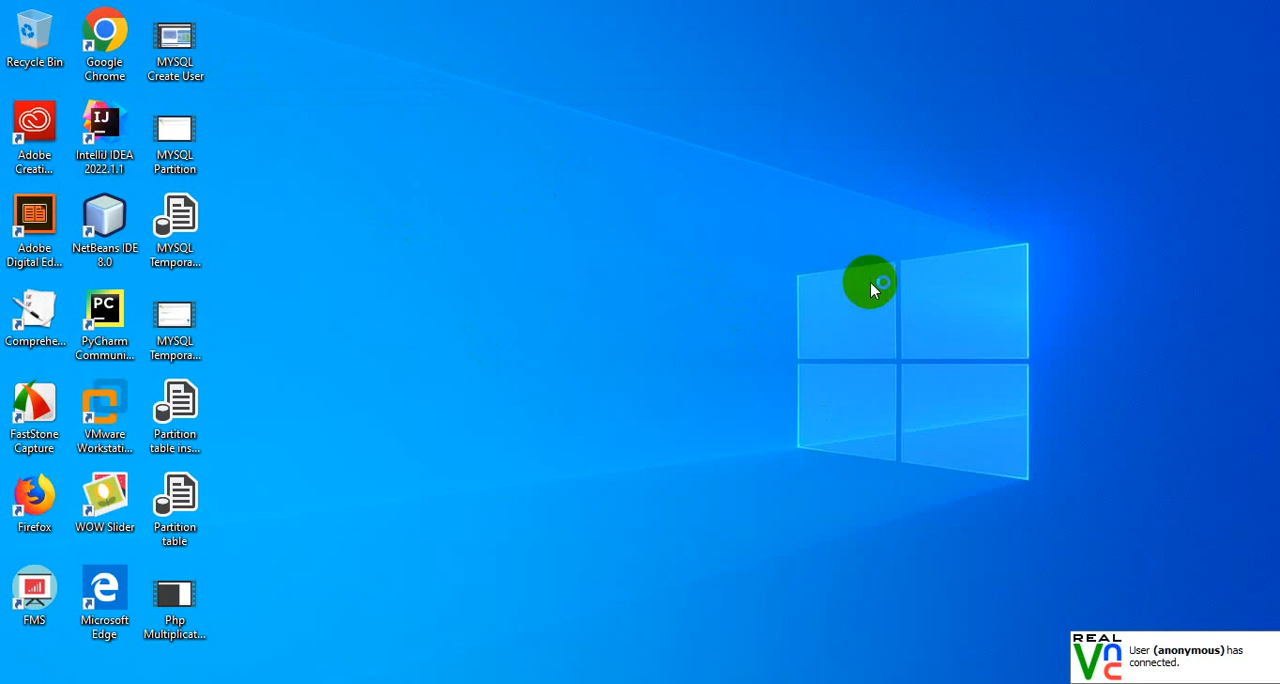 Recycle Bin
Google
Chrome
MYSQL
Create User
Adobe
Creati...
IJ
IntelliJ IDEA
2022.1.1
MYSQL
Partition
Adobe
Digital Ed...
NetBeans IDE
8.0
MYSQL
Tempora...
Comprehe...
PC
PyCharm
Communi...
MYSQL
Tempora...
FastStone
Capture
VMware
Workstati...
Partition
table ins...
Firefox
WOW Slider
Partition
table
FMS
Microsoft
Edge
Php
Multiplicat...
REAL
Vnc
User (anonymous) has
connected.